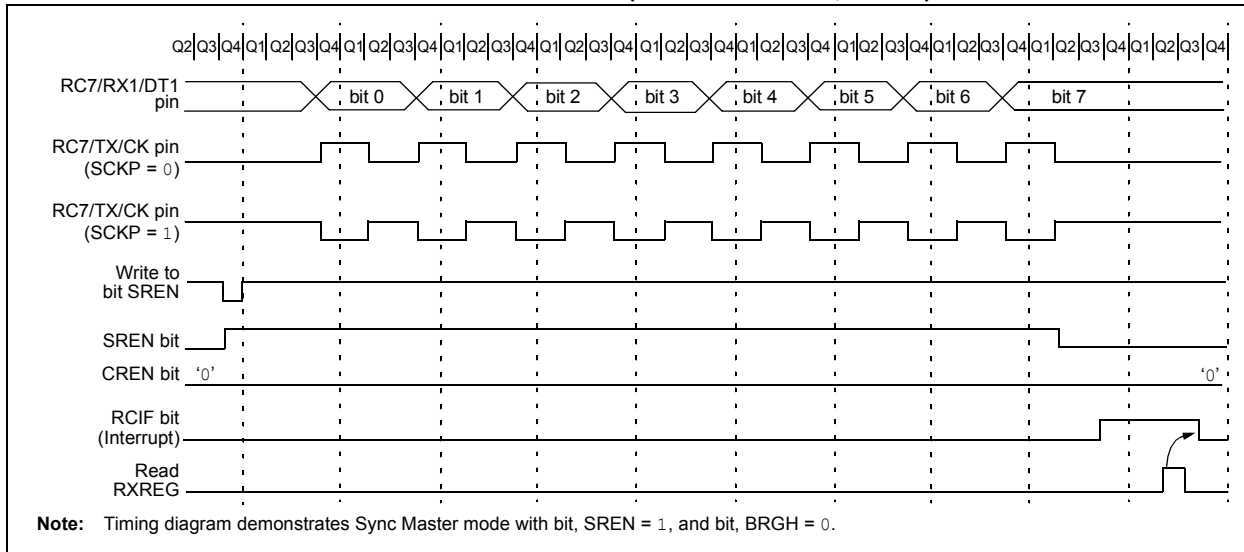 Q2 Q3 Q4 Q1 Q2 Q3 Q4 Q1 Q2 Q3 Q4 Q1 Q2 Q3 Q4 Q1 Q2 Q3 Q4 Q1 Q2 Q3 Q4 Q1 Q2 Q3 Q4 Q1 Q2 Q3 Q4 Q1 Q2 Q3 Q4 Q1 Q2 Q3 Q4 Q1 Q2 Q3 Q4
RC7/RX1/DT1
pin
bit 0 bit 1 bit 2 bit 3 bit 4 bit 5 bit 6 bit 7
RC7/TX/CK pin
(SCKP = 0)
RC7/TX/CK pin
(SCKP = 1)
Write to
bit SREN
SREN bit
CREN bit '0' '0'
RCIF bit
(Interrupt)
Read
RXREG
Note: Timing diagram demonstrates Sync Master mode with bit, SREN = 1, and bit, BRGH = 0.